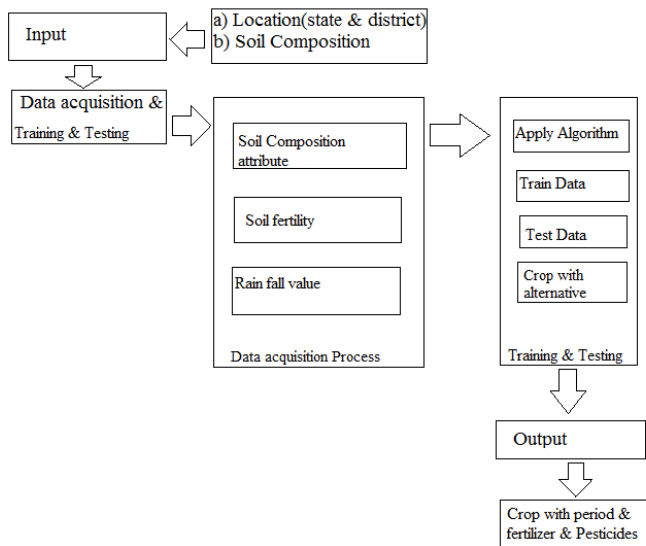 Input
a) Location(state & district)
b) Soil Composition
Data acquisition &
Training & Testing
Soil Composition
attribute
Soil fertility
Rain fall value
Data acquisition Process
Apply Algorithm
Train Data
Test Data
Crop with
alternative
Training & Testing
Output
Crop with period &
fertilizer & Pesticides